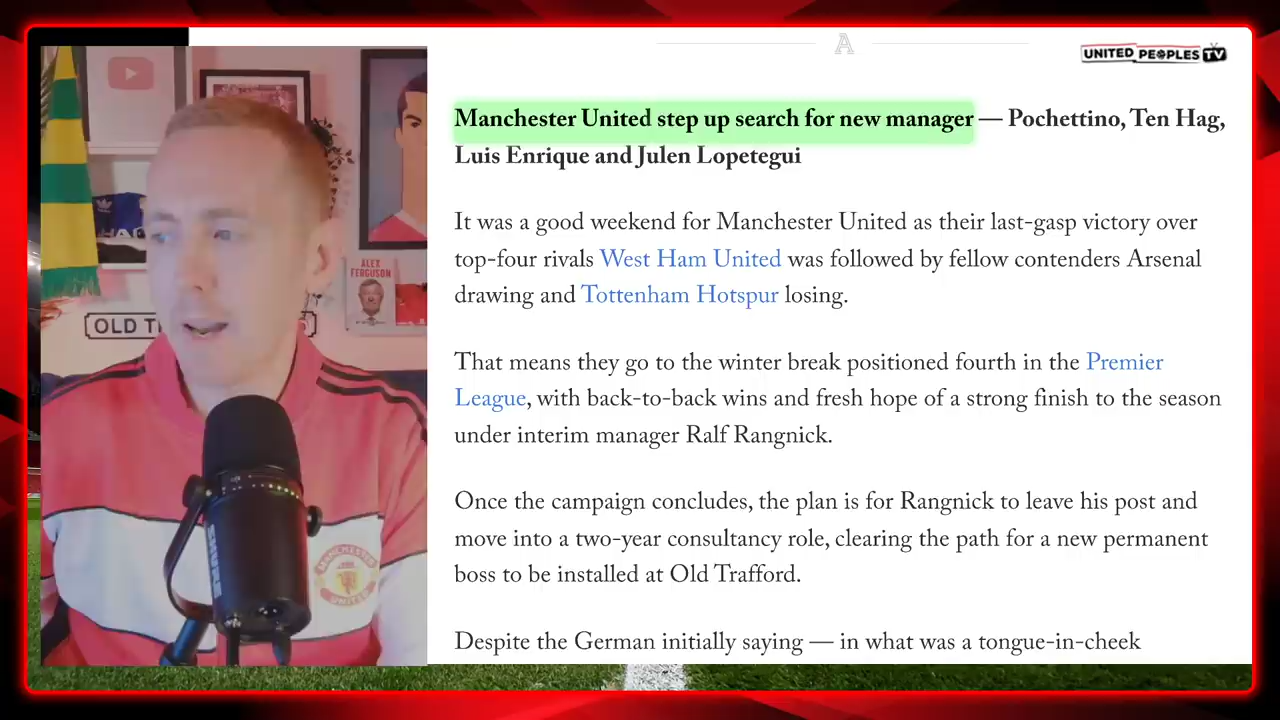 A
UNITED PEOPLES TV
Manchester United step up search for new manager — Pochettino, Ten Hag,
Luis Enrique and Julen Lopetegui
It was a good weekend for Manchester United as their last-gasp victory over
top-four rivals West Ham United was followed by fellow contenders Arsenal
drawing and Tottenham Hotspur losing.
That means they go to the winter break positioned fourth in the Premier
League, with back-to-back wins and fresh hope of a strong finish to the season
under interim manager Ralf Rangnick.
Once the campaign concludes, the plan is for Rangnick to leave his post and
move into a two-year consultancy role, clearing the path for a new permanent
boss to be installed at Old Trafford.
Despite the German initially saying — in what was a tongue-in-cheek
ALEX
FERGUSON
OLD
SHURE
MANCHESTER
UNITED